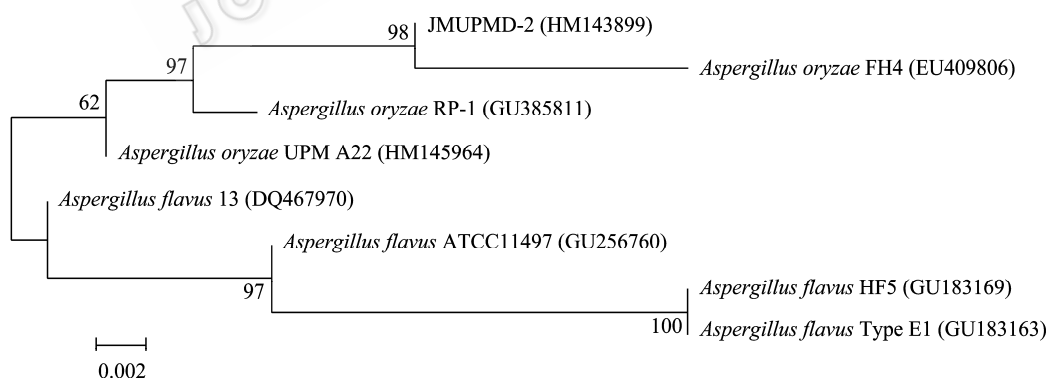 98
JMUPMD-2 (HM143899)
97
Aspergillus oryzae FH4 (EU409806)
62
Aspergillus oryzae RP-1 (GU385811)
Aspergillus oryzae UPM A22 (HM145964)
Aspergillus flavus 13 (DQ467970)
Aspergillus flavus ATCC11497 (GU256760)
97
Aspergillus flavus HF5 (GU183169)
100
Aspergillus flavus Type E1 (GU183163)
0.002